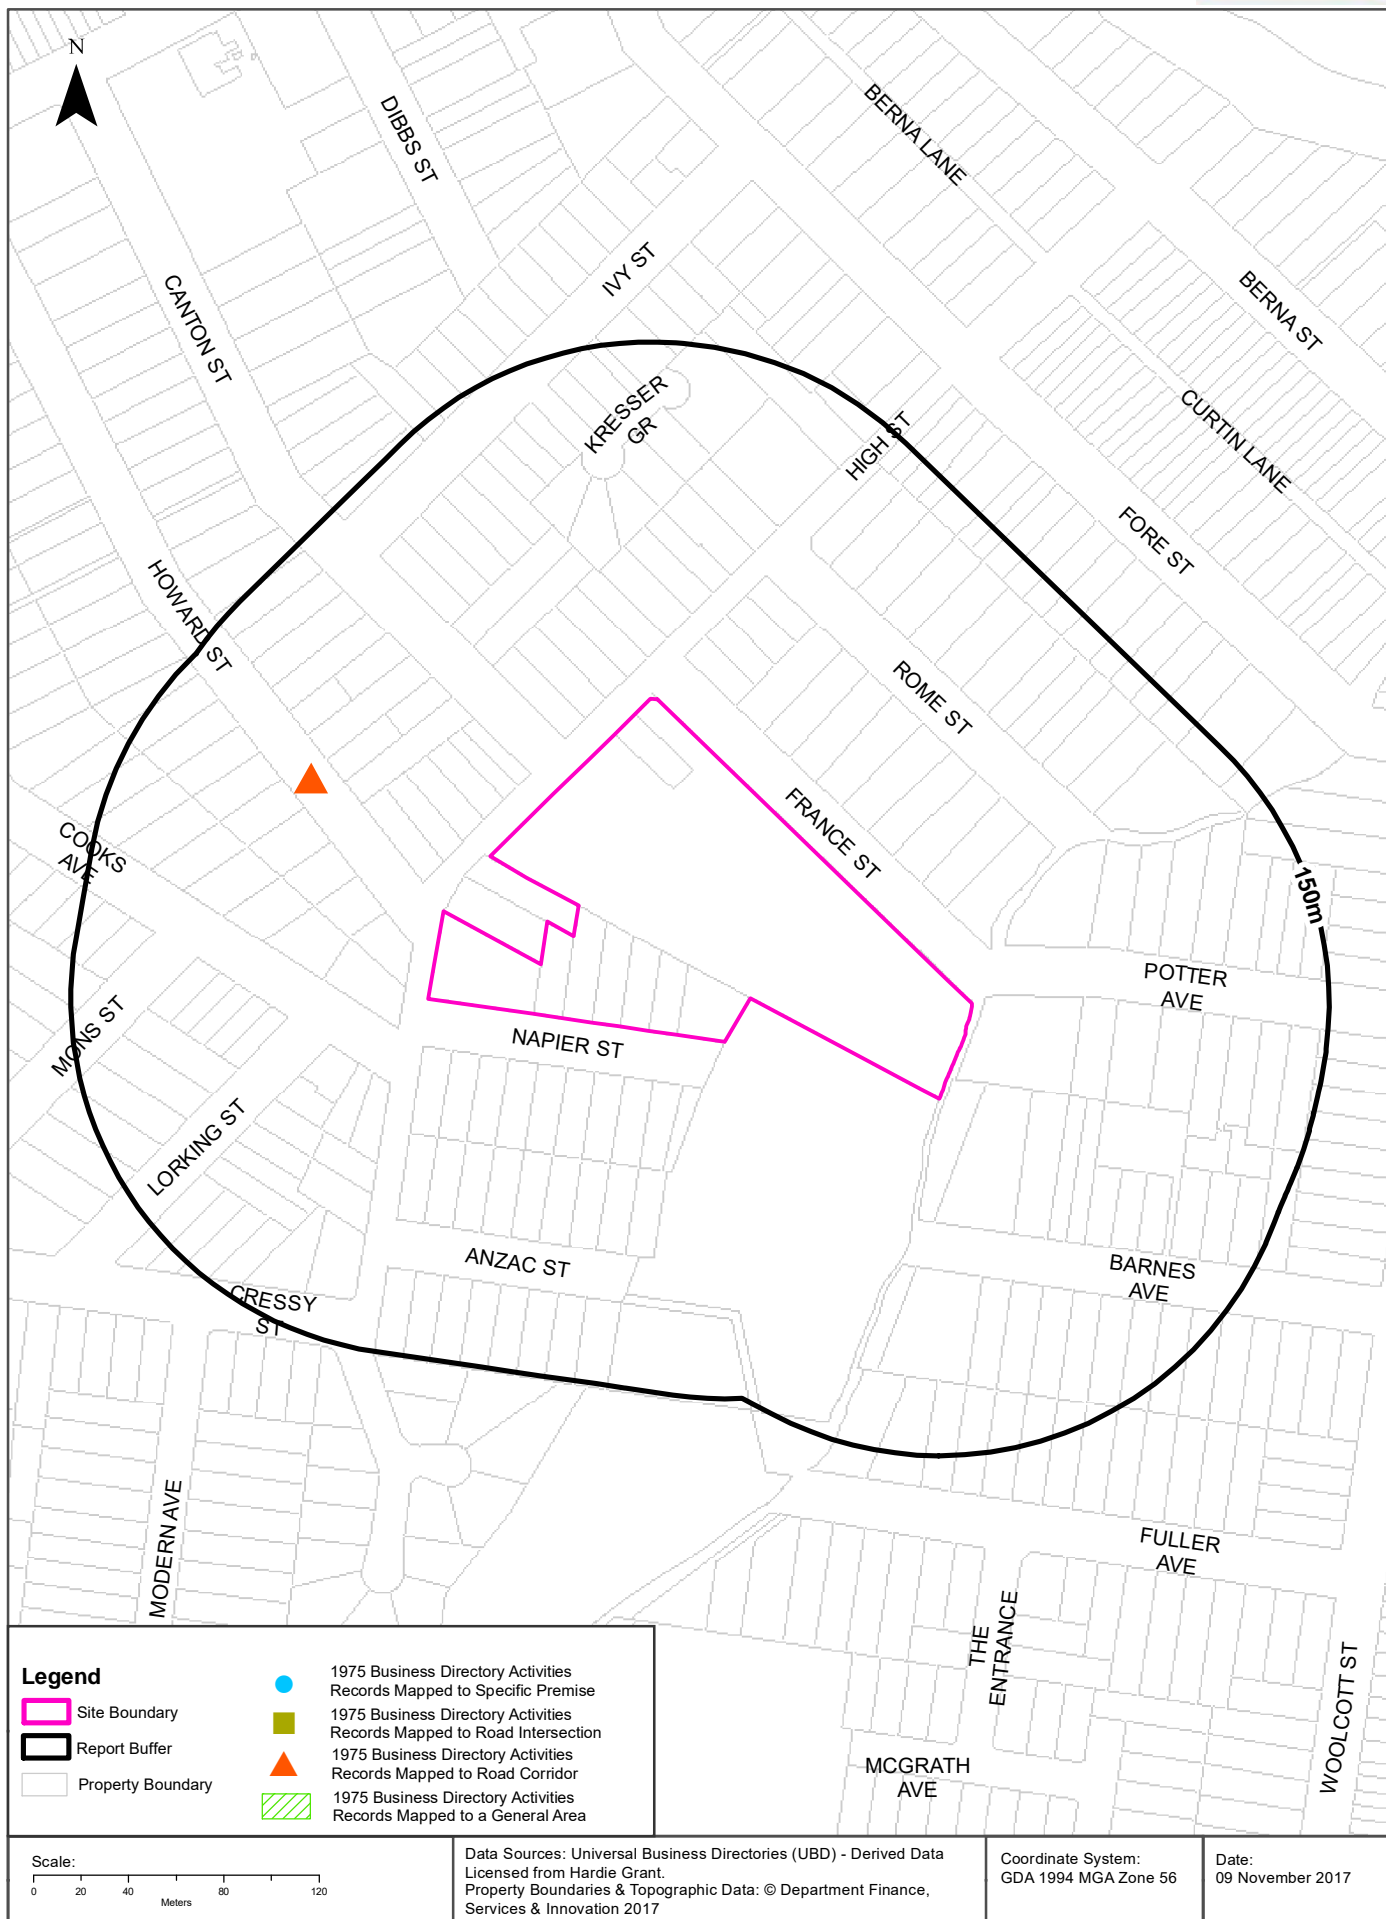 N
DIBBS ST
BERNA LANE
IVY ST
CANTON ST
BERNA ST
KRESSER
GR
HIGH ST
CURTIN LANE
FORE ST
HOWARD ST
ROME ST
FRANCE ST
COOKS
AVE
150m
POTTER
AVE
MONS ST
NAPIER ST
LORKING ST
ANZAC ST
BARNES
AVE
CRESSY
ST
MODERN AVE
FULLER
AVE
THE
ENTRANCE
WOOLCOTT ST
MCGRATH
AVE
Legend
Site Boundary
Report Buffer
Property Boundary
1975 Business Directory Activities
Records Mapped to Specific Premise
1975 Business Directory Activities
Records Mapped to Road Intersection
1975 Business Directory Activities
Records Mapped to Road Corridor
1975 Business Directory Activities
Records Mapped to a General Area
Scale:
0 20 40 80 120
Meters
Data Sources: Universal Business Directories (UBD) - Derived Data
Licensed from Hardie Grant.
Property Boundaries & Topographic Data: © Department Finance,
Services & Innovation 2017
Coordinate System:
GDA 1994 MGA Zone 56
Date:
09 November 2017